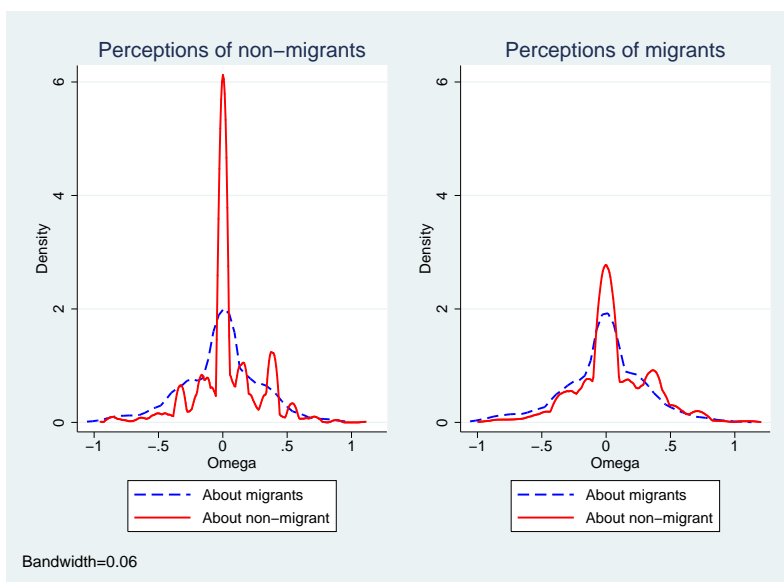 Perceptions of non−migrants
6
4
2
0
Density
−1 −.5 0 .5 1
Omega
About migrants
About non−migrant
Perceptions of migrants
6
4
2
0
Density
−1 −.5 0 .5 1
Omega
About migrants
About non−migrant
Bandwidth=0.06